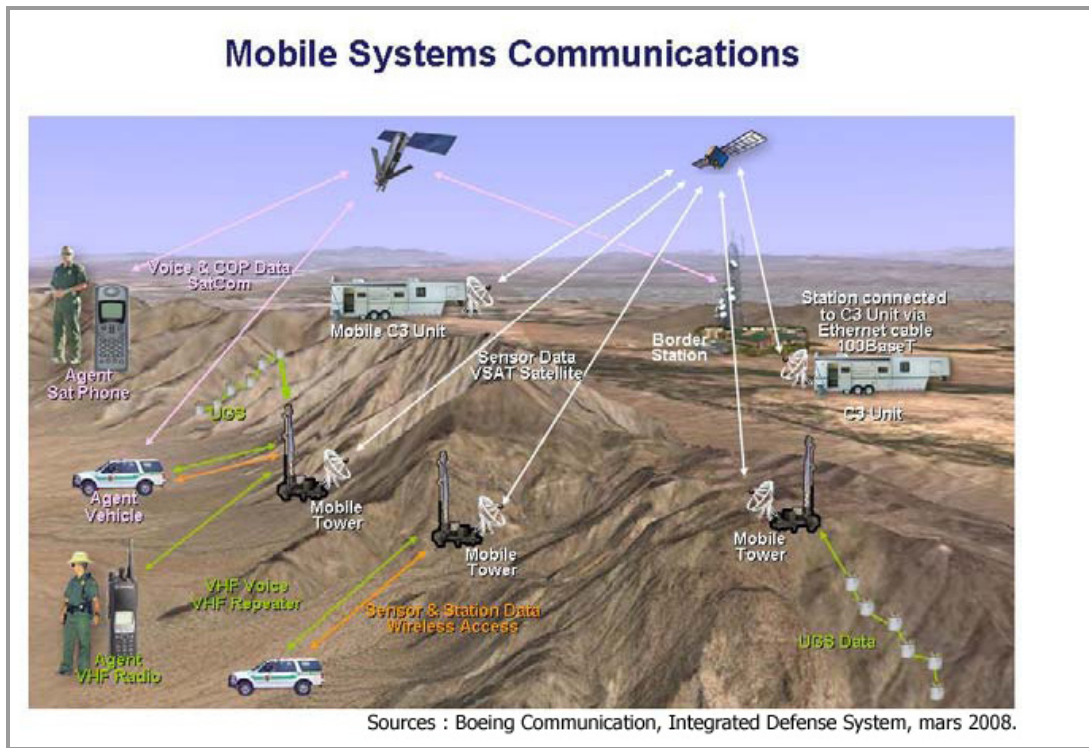 Mobile Systems Communications
Voice & COP Data
SatCom
Agent
Sat Phone
Mobile C3 Unit
Sensor Data
VSAT Satellite
Border
Station
Station connected
to C3 Unit via
Ethernet cable
100BaseT
C3 Unit
UGS
Agent
Vehicle
Mobile
Tower
Mobile
Tower
Mobile
Tower
VHF Voice
VHF Repeater
Sensor & Station Data
Wireless Access
Agent
VHF Radio
UGS Data
Sources : Boeing Communication, Integrated Defense System, mars 2008.